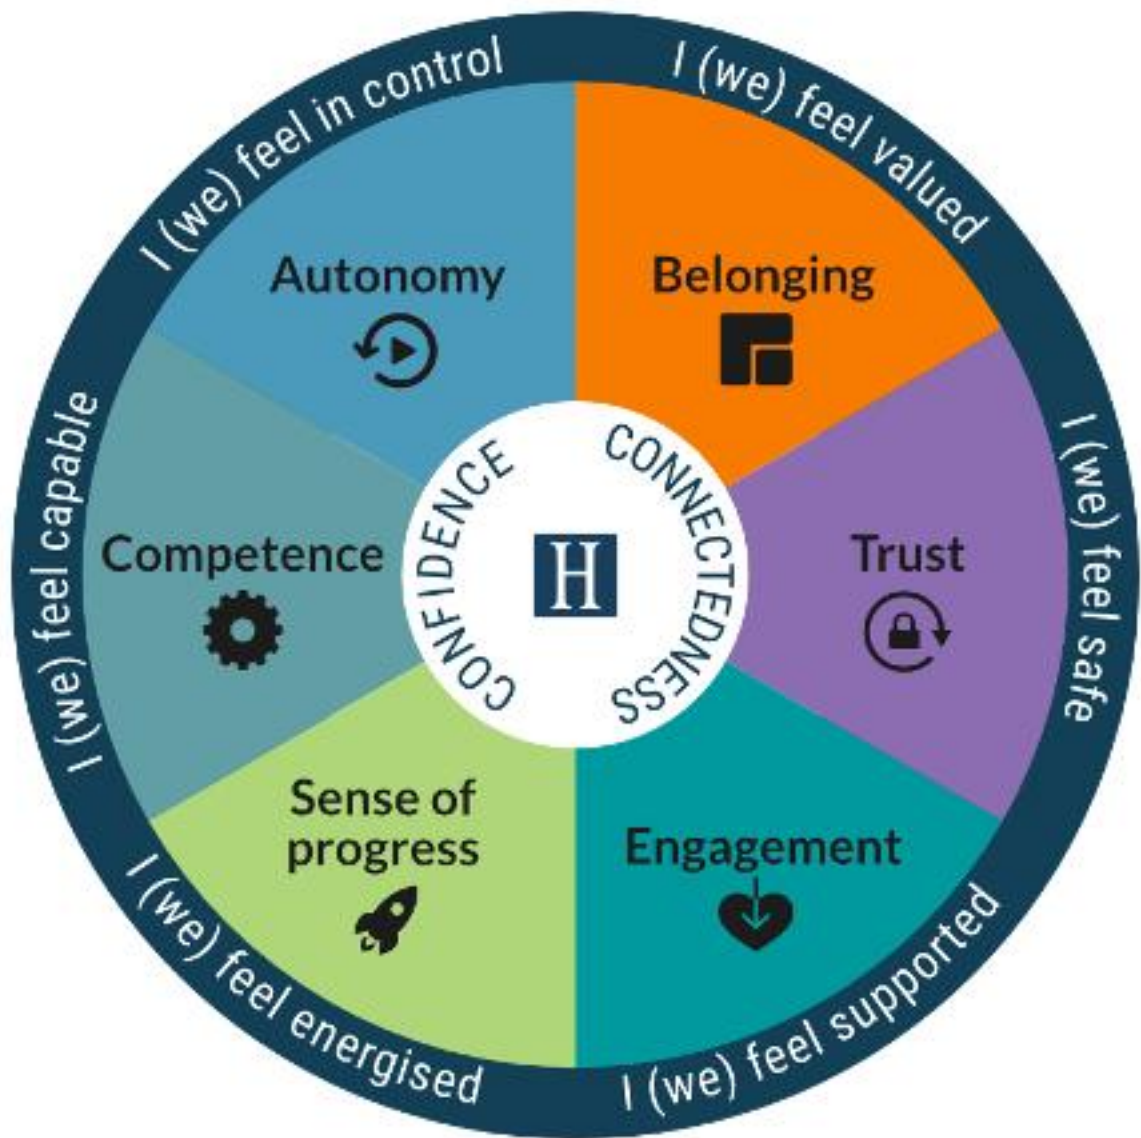 I (we) feel in control
I (we) feel valued
Autonomy
Belonging
I (we) feel capable
CONFIDENCE
CONNECTEDNESS
I (we) feel safe
Competence
H
Trust
Sense of
progress
Engagement
I (we) feel energised
I (we) feel supported